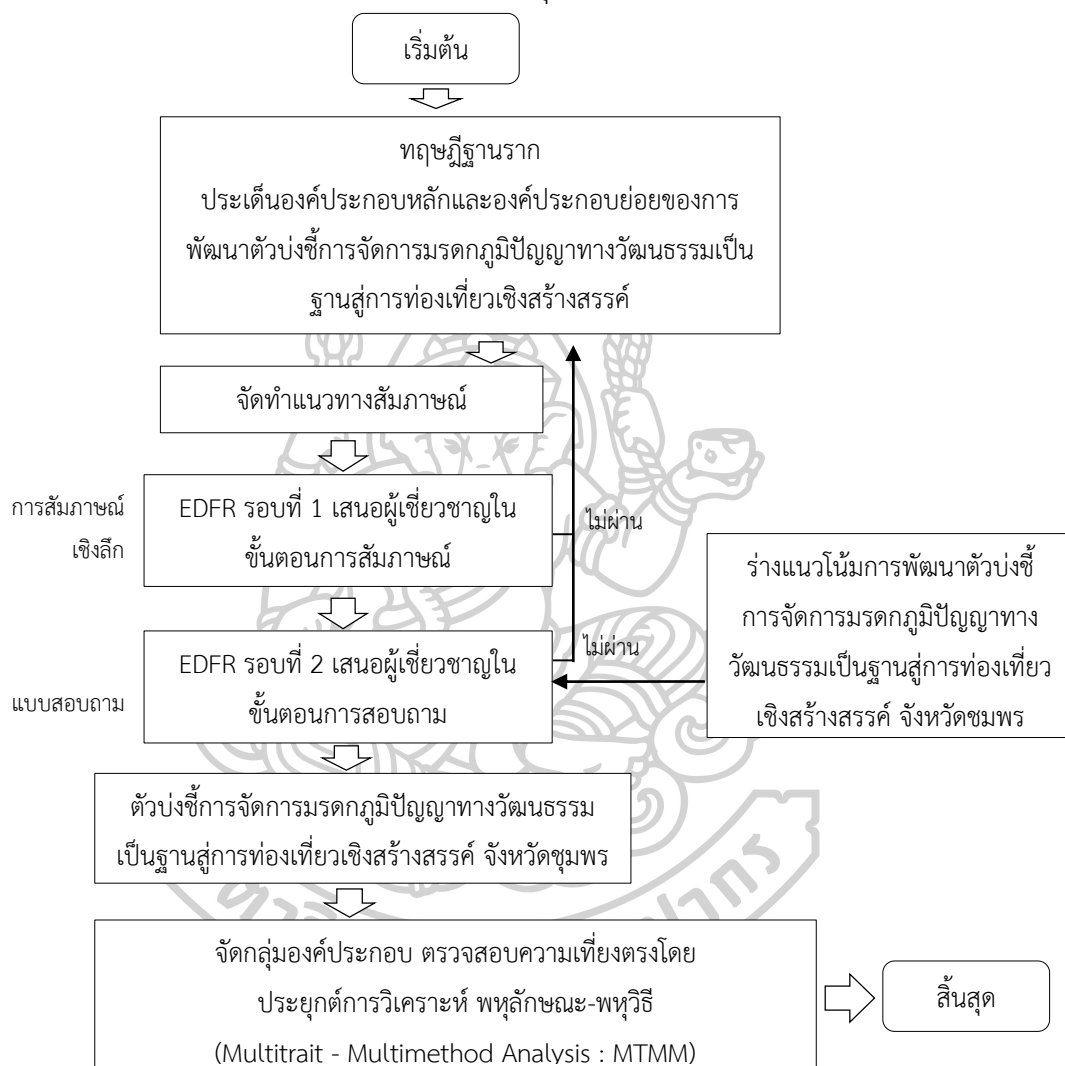 เริ่มต้น
ทฤษฎีฐานราก
ประเด็นองค์ประกอบหลักและองค์ประกอบย่อยของการ
พัฒนาตัวบ่งชี้การจัดการมรดกภูมิปัญญาทางวัฒนธรรมเป็น
ฐานสู่การท่องเที่ยวเชิงสร้างสรรค์
จัดทำแนวทางสัมภาษณ์
การสัมภาษณ์
เชิงลึก
EDFR รอบที่ 1 เสนอผู้เชี่ยวชาญใน
ขั้นตอนการสัมภาษณ์
ไม่ผ่าน
ร่างแนวโน้มการพัฒนาตัวบ่งชี้
การจัดการมรดกภูมิปัญญาทาง
วัฒนธรรมเป็นฐานสู่การท่องเที่ยว
เชิงสร้างสรรค์ จังหวัดชมพร
แบบสอบถาม
EDFR รอบที่ 2 เสนอผู้เชี่ยวชาญใน
ขั้นตอนการสอบถาม
ไม่ผ่าน
ตัวบ่งชี้การจัดการมรดกภูมิปัญญาทางวัฒนธรรม
เป็นฐานสู่การท่องเที่ยวเชิงสร้างสรรค์ จังหวัดชุมพร
จัดกลุ่มองค์ประกอบ ตรวจสอบความเที่ยงตรงโดย
ประยุกต์การวิเคราะห์ พหุลักษณะ-พหุวิธี
(Multitrait - Multimethod Analysis : MTMM)
สิ้นสุด